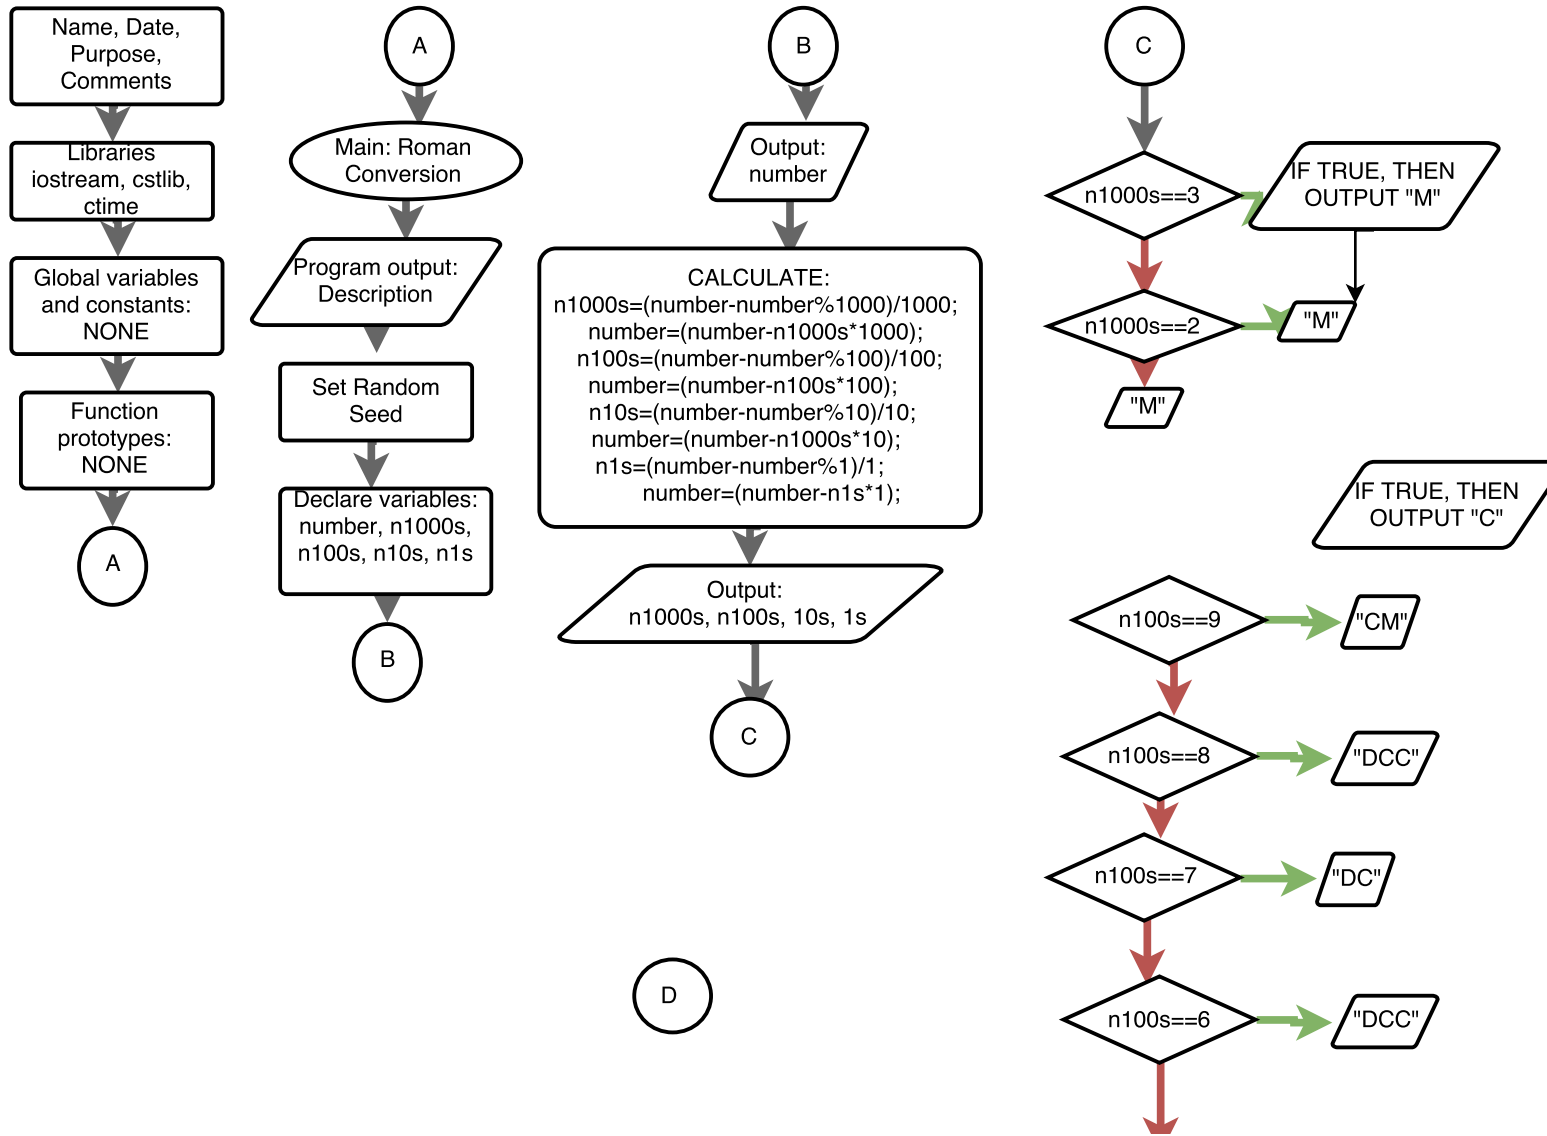 Name, Date,
Purpose,
Comments
Libraries
iostream, cstlib,
ctime
Global variables
and constants:
NONE
Function
prototypes:
NONE
A
A
Main: Roman
Conversion
Program output:
Description
Set Random
Seed
Declare variables:
number, n1000s,
n100s, n10s, n1s
B
B
Output:
number
CALCULATE:
n1000s=(number-number%1000)/1000;
number=(number-n1000s*1000);
n100s=(number-number%100)/100;
number=(number-n100s*100);
n10s=(number-number%10)/10;
number=(number-n1000s*10);
n1s=(number-number%1)/1;
number=(number-n1s*1);
Output:
n1000s, n100s, 10s, 1s
C
D
C
n1000s==3
IF TRUE, THEN
OUTPUT "M"
n1000s==2
"M"
"M"
IF TRUE, THEN
OUTPUT "C"
n100s==9
"CM"
n100s==8
"DCC"
n100s==7
"DC"
n100s==6
"DCC"